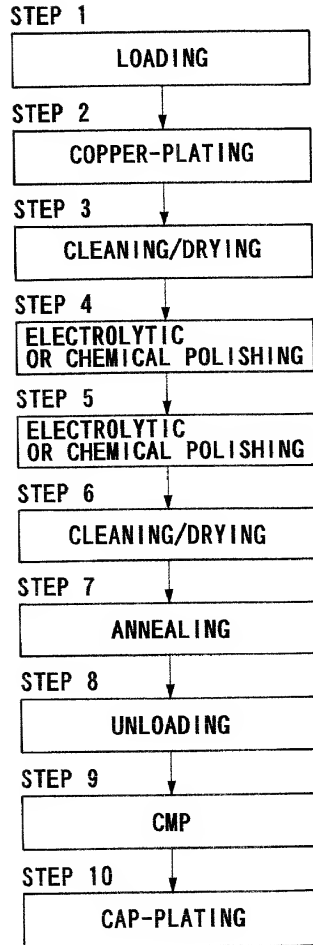 STEP 1
LOADING
STEP 2
COPPER-PLATING
STEP 3
CLEANING/DRYING
STEP 4
ELECTROLYTIC
OR CHEMICAL POLISHING
STEP 5
ELECTROLYTIC
OR CHEMICAL POLISHING
STEP 6
CLEANING/DRYING
STEP 7
ANNEALING
STEP 8
UNLOADING
STEP 9
CMP
STEP 10
CAP-PLATING